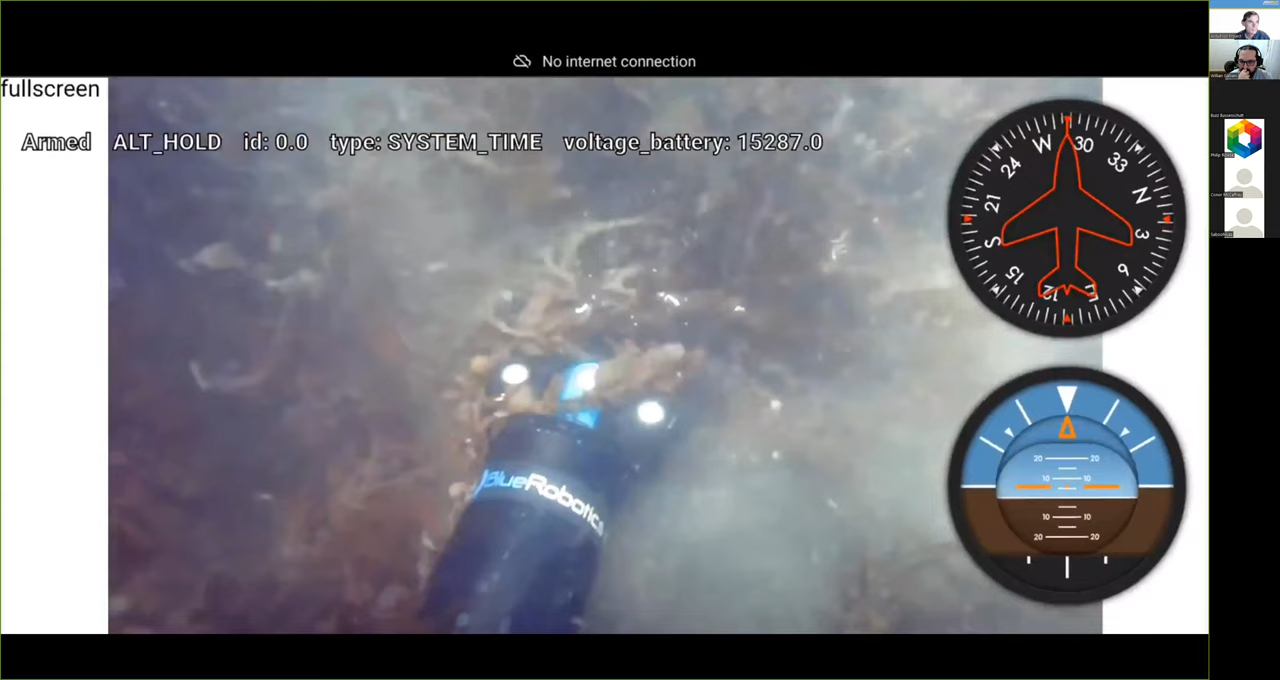 No internet connection
fullscreen
Armed ALT_HOLD id: 0.0 type: SYSTEM_TIME voltage_battery: 15287.0
BlueRobotics
W 30 33 N 3 6 E 12 15 S 21 24
20 20
10 10
10 10
20 20